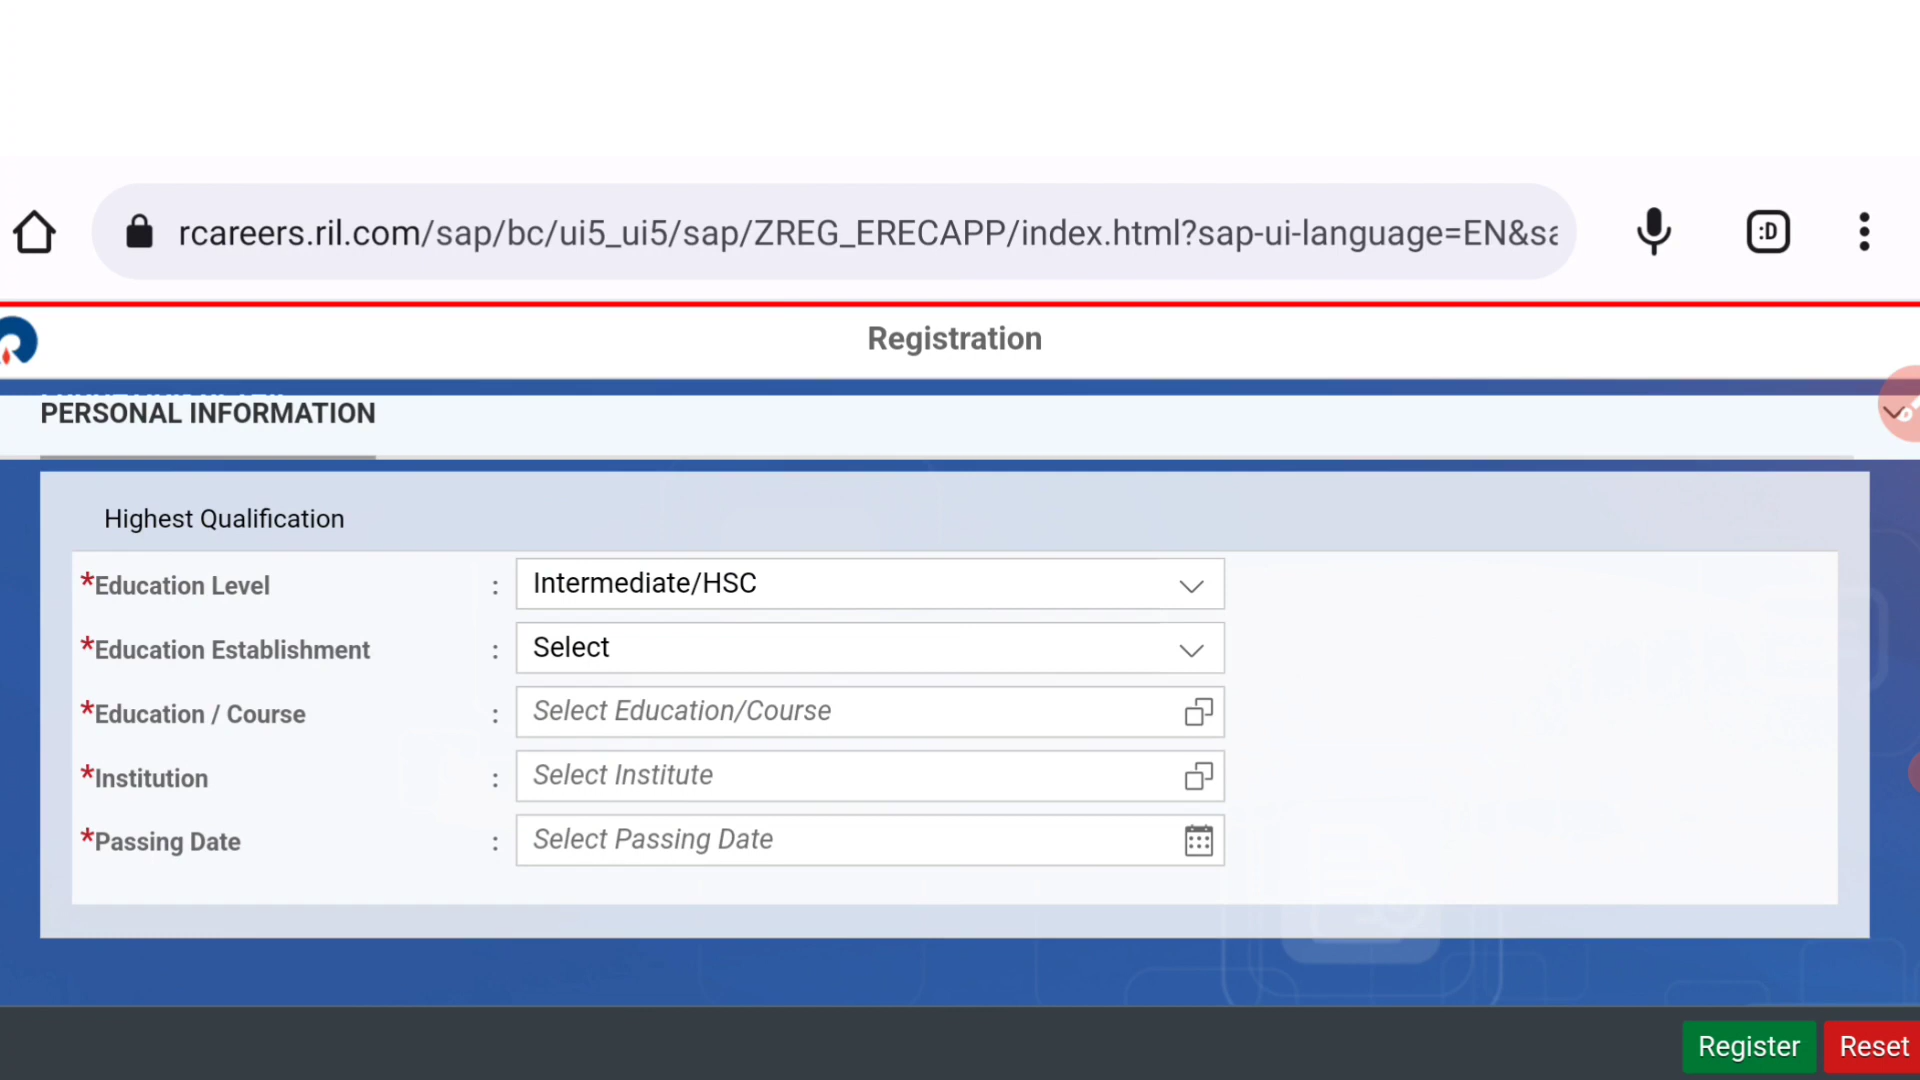 rcareers.ril.com/sap/bc/ui5_ui5/sap/ZREG_ERECAPP/index.html?sap-ui-language=EN&sa
:D
Registration
PERSONAL INFORMATION
Highest Qualification
*Education Level : Intermediate/HSC
*Education Establishment : Select
*Education / Course : Select Education/Course
*Institution : Select Institute
*Passing Date : Select Passing Date
Register Reset